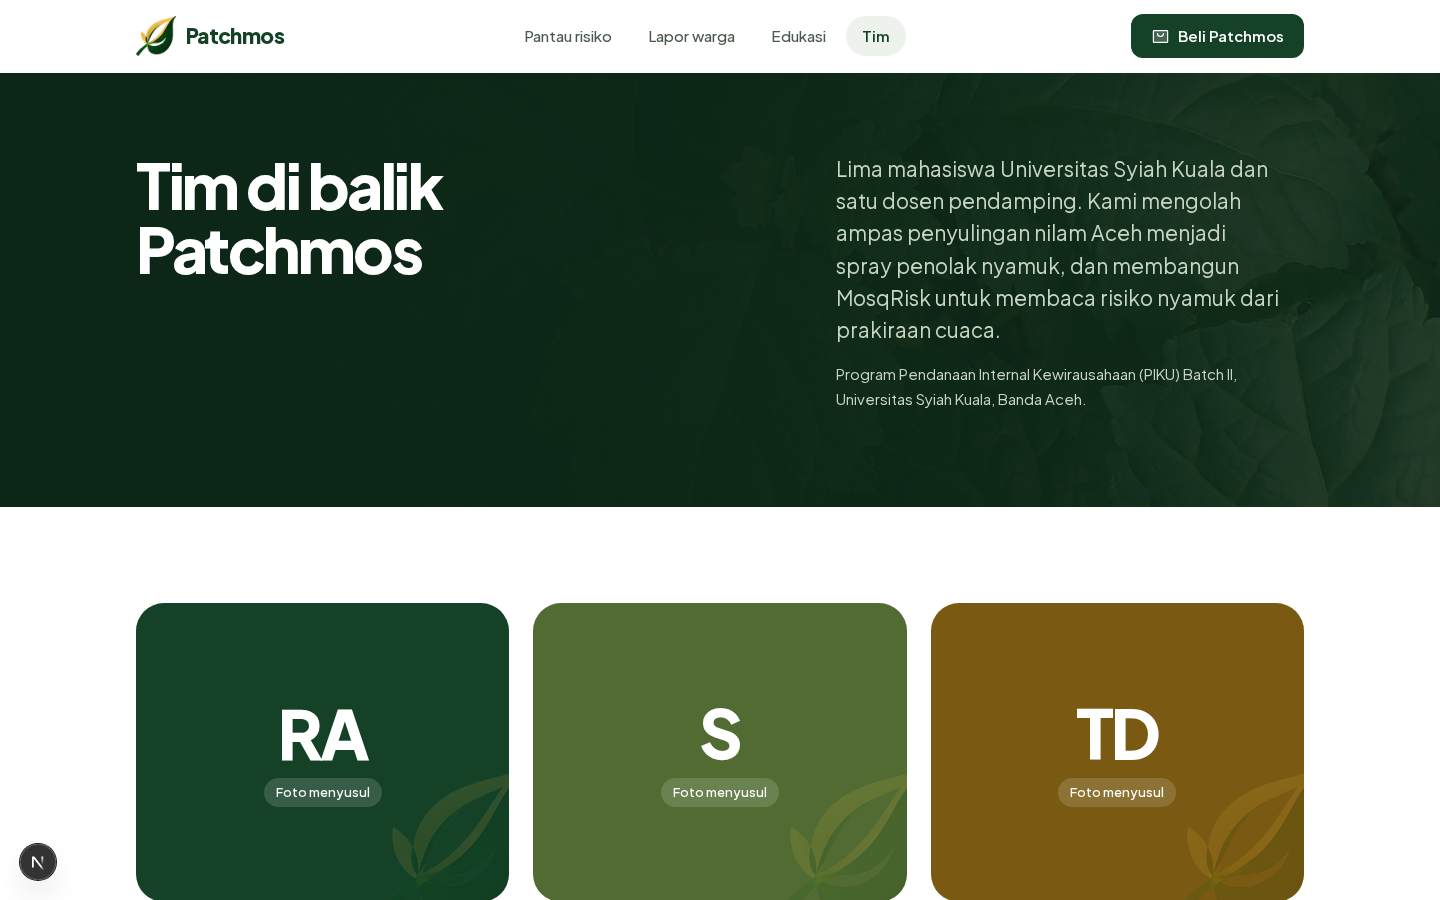 Patchmos
Pantau risiko
Lapor warga
Edukasi
Tim
Beli Patchmos
Tim di balik
Patchmos
Lima mahasiswa Universitas Syiah Kuala dan
satu dosen pendamping. Kami mengolah
ampas penyulingan nilam Aceh menjadi
spray penolak nyamuk, dan membangun
MosqRisk untuk membaca risiko nyamuk dari
prakiraan cuaca.
Program Pendanaan Internal Kewirausahaan (PIKU) Batch II,
Universitas Syiah Kuala, Banda Aceh.
RA
Foto menyusul
S
Foto menyusul
TD
Foto menyusul
N